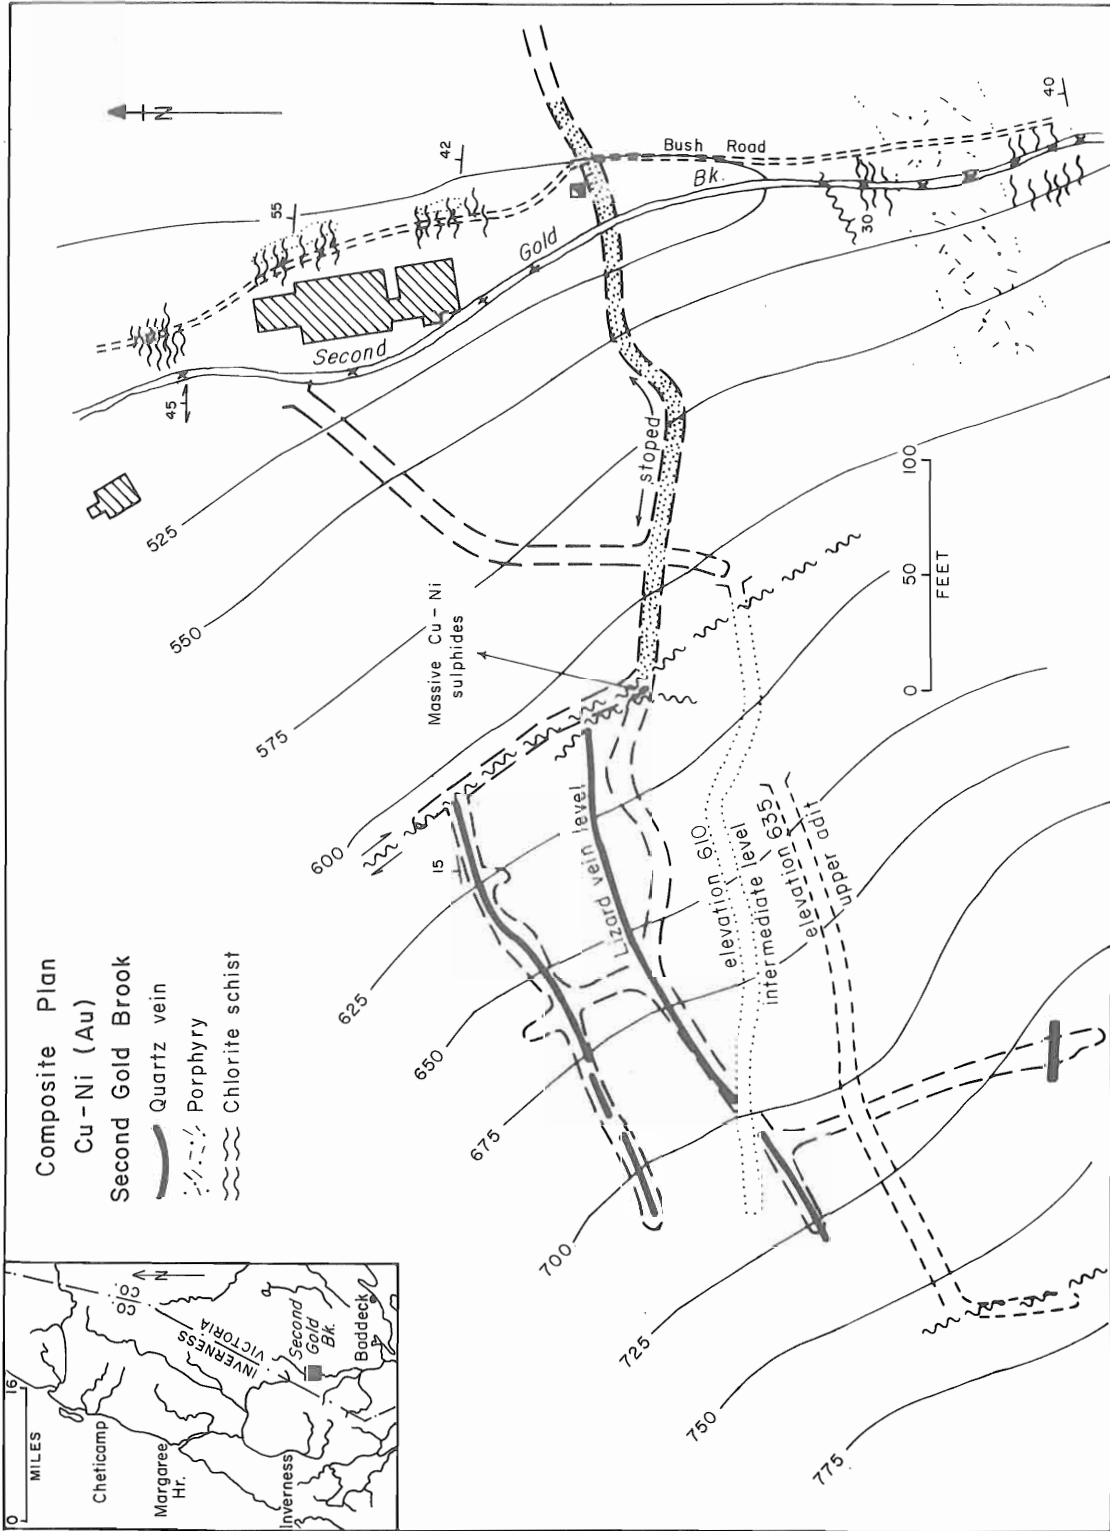 Composite Plan
Cu-Ni (Au)
Second Gold Brook
Quartz vein
Porphyry
Chlorite schist
0 16
MILES
Cheticamp
Margaree
Hr.
Inverness
INVERNESS CO.
VICTORIA CO.
N
Second
Gold
Bk.
Baddeck
N
525
550
575
600
625
650
675
700
725
750
775
45
55
42
40
30
15
Second
Gold
Bk.
Bush Road
stoped
Massive Cu-Ni
sulphides
Lizard vein level
elevation 610
intermediate level
elevation 635
upper adit
0 50 100
FEET